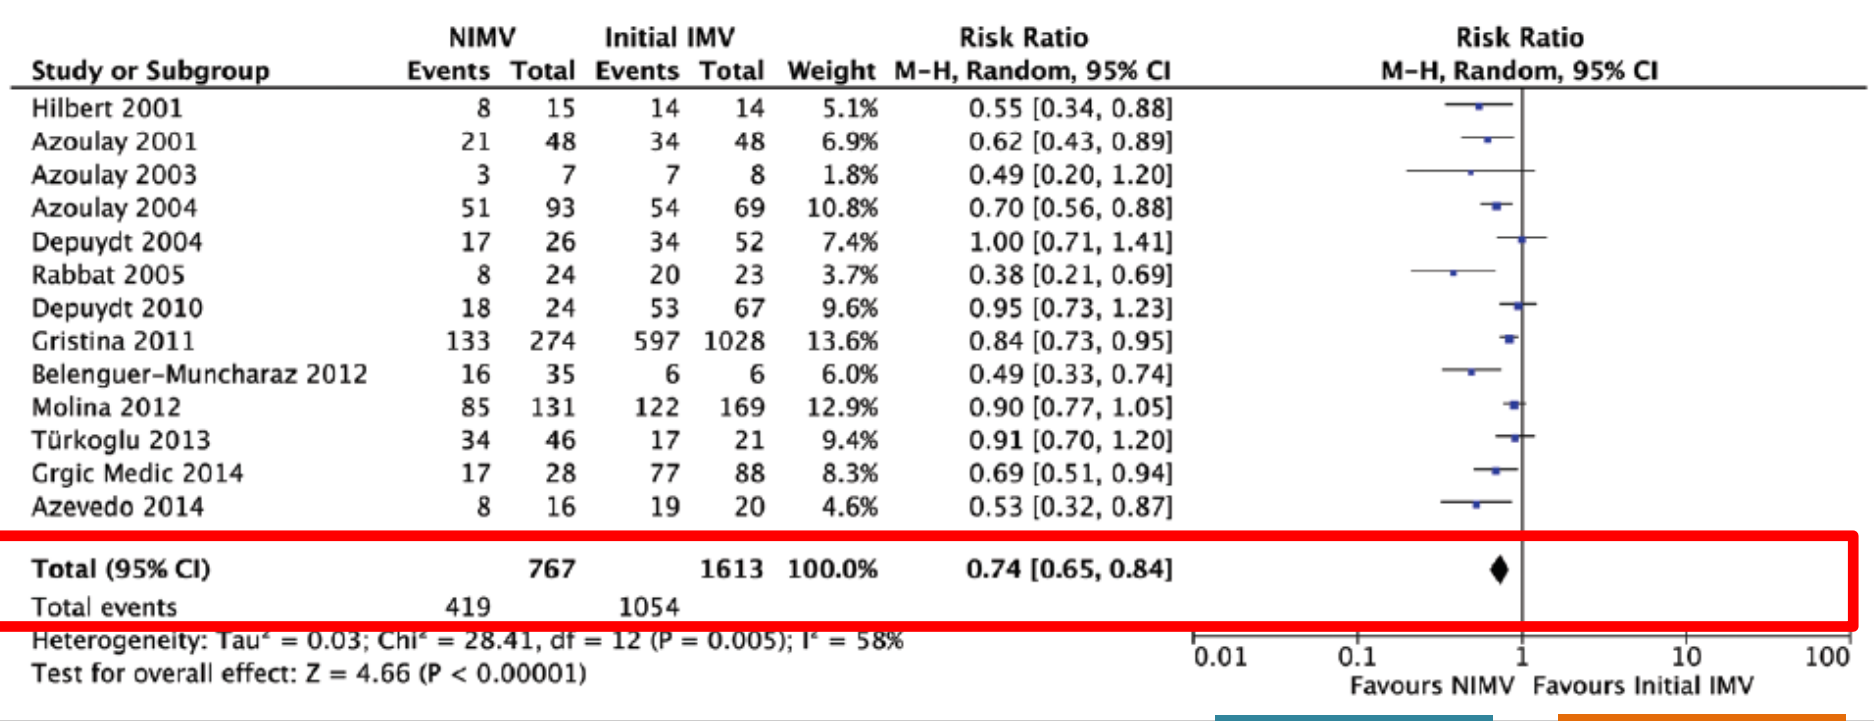 NIMV Initial IMV Risk Ratio Risk Ratio
Study or Subgroup Events Total Events Total Weight M-H, Random, 95% CI M-H, Random, 95% CI
Hilbert 2001 8 15 14 14 5.1% 0.55 [0.34, 0.88]
Azoulay 2001 21 48 34 48 6.9% 0.62 [0.43, 0.89]
Azoulay 2003 3 7 7 8 1.8% 0.49 [0.20, 1.20]
Azoulay 2004 51 93 54 69 10.8% 0.70 [0.56, 0.88]
Depuydt 2004 17 26 34 52 7.4% 1.00 [0.71, 1.41]
Rabbat 2005 8 24 20 23 3.7% 0.38 [0.21, 0.69]
Depuydt 2010 18 24 53 67 9.6% 0.95 [0.73, 1.23]
Gristina 2011 133 274 597 1028 13.6% 0.84 [0.73, 0.95]
Belenguer-Muncharaz 2012 16 35 6 6 6.0% 0.49 [0.33, 0.74]
Molina 2012 85 131 122 169 12.9% 0.90 [0.77, 1.05]
Türkoglu 2013 34 46 17 21 9.4% 0.91 [0.70, 1.20]
Grgic Medic 2014 17 28 77 88 8.3% 0.69 [0.51, 0.94]
Azevedo 2014 8 16 19 20 4.6% 0.53 [0.32, 0.87]
Total (95% CI) 767 1613 100.0% 0.74 [0.65, 0.84]
Total events 419 1054
Heterogeneity: Tau² = 0.03; Chi² = 28.41, df = 12 (P = 0.005); I² = 58%
Test for overall effect: Z = 4.66 (P < 0.00001)
0.01 0.1 1 10 100
Favours NIMV Favours Initial IMV